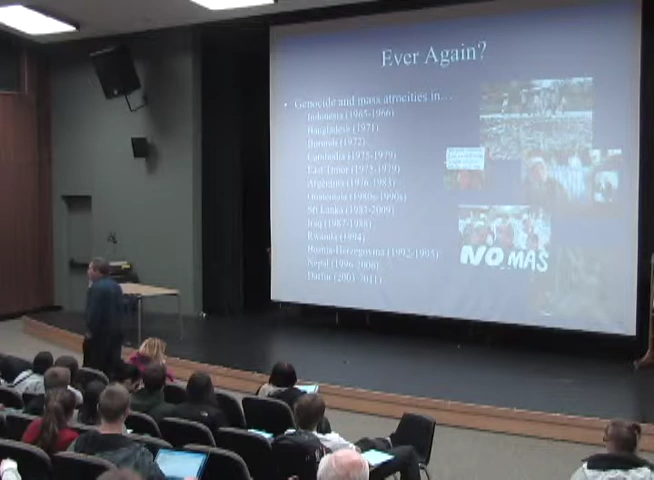 Ever Again?
• Genocide and mass atrocities in…
Indonesia (1965-1966)
Bangladesh (1971)
Burundi (1972)
Cambodia (1975-1979)
East Timor (1975-1979)
Argentina (1976-1983)
Guatemala (1980s-1990s)
Sri Lanka (1983-2009)
Iraq (1987-1988)
Rwanda (1994)
Bosnia-Herzegovina (1992-1995)
Nepal (1996-2006)
Darfur (2003-2011)
NO MAS